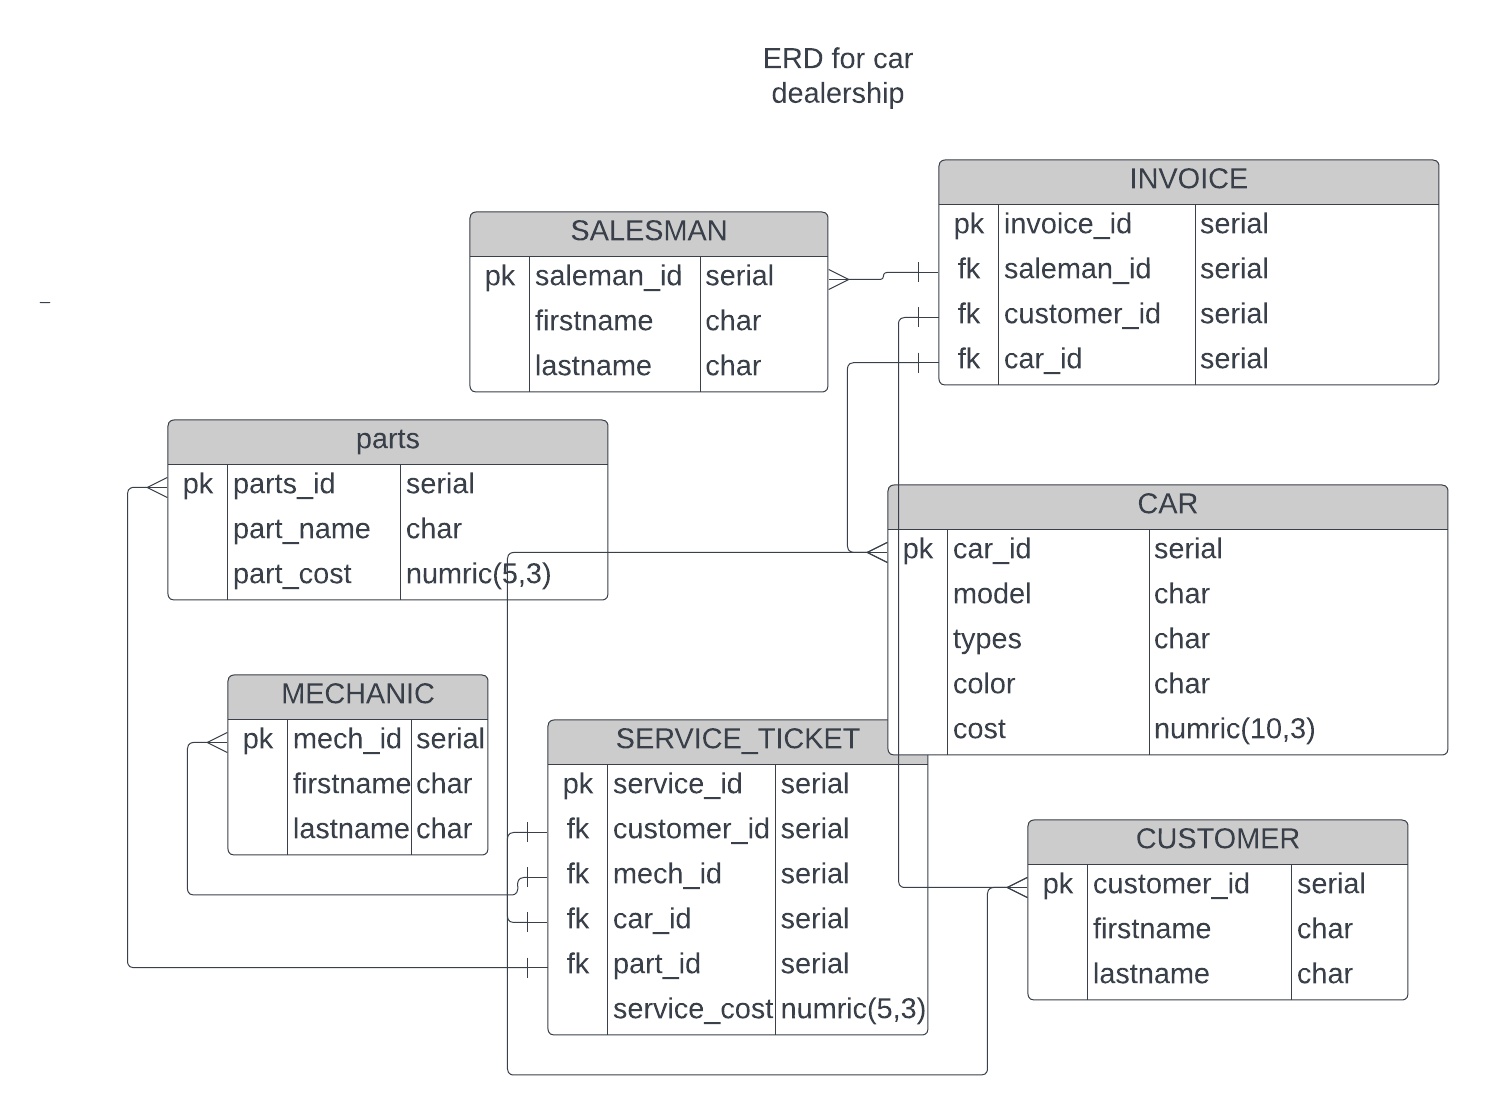 ERD for car
dealership
INVOICE
pk invoice_id serial
fk saleman_id serial
fk customer_id serial
fk car_id serial
SALESMAN
pk saleman_id serial
firstname char
lastname char
parts
pk parts_id serial
part_name char
part_cost numric(5,3)
CAR
pk car_id serial
model char
types char
color char
cost numric(10,3)
MECHANIC
pk mech_id serial
firstname char
lastname char
SERVICE_TICKET
pk service_id serial
fk customer_id serial
fk mech_id serial
fk car_id serial
fk part_id serial
service_cost numric(5,3)
CUSTOMER
pk customer_id serial
firstname char
lastname char